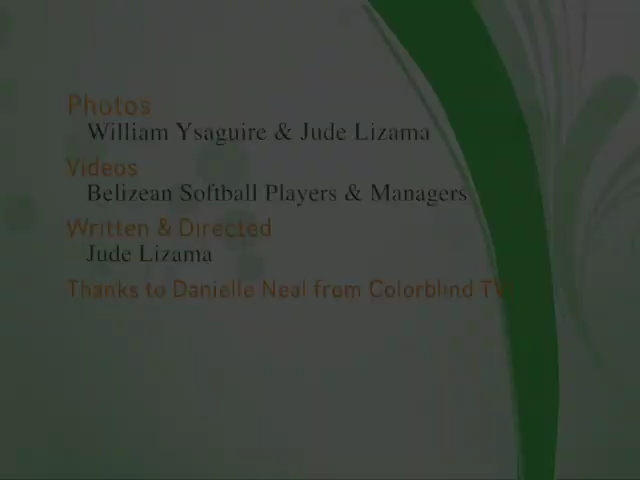 Photos
William Ysaguire & Jude Lizama
Videos
Belizean Softball Players & Managers
Written & Directed
Jude Lizama
Thanks to Danielle Neal from Colorblind TV